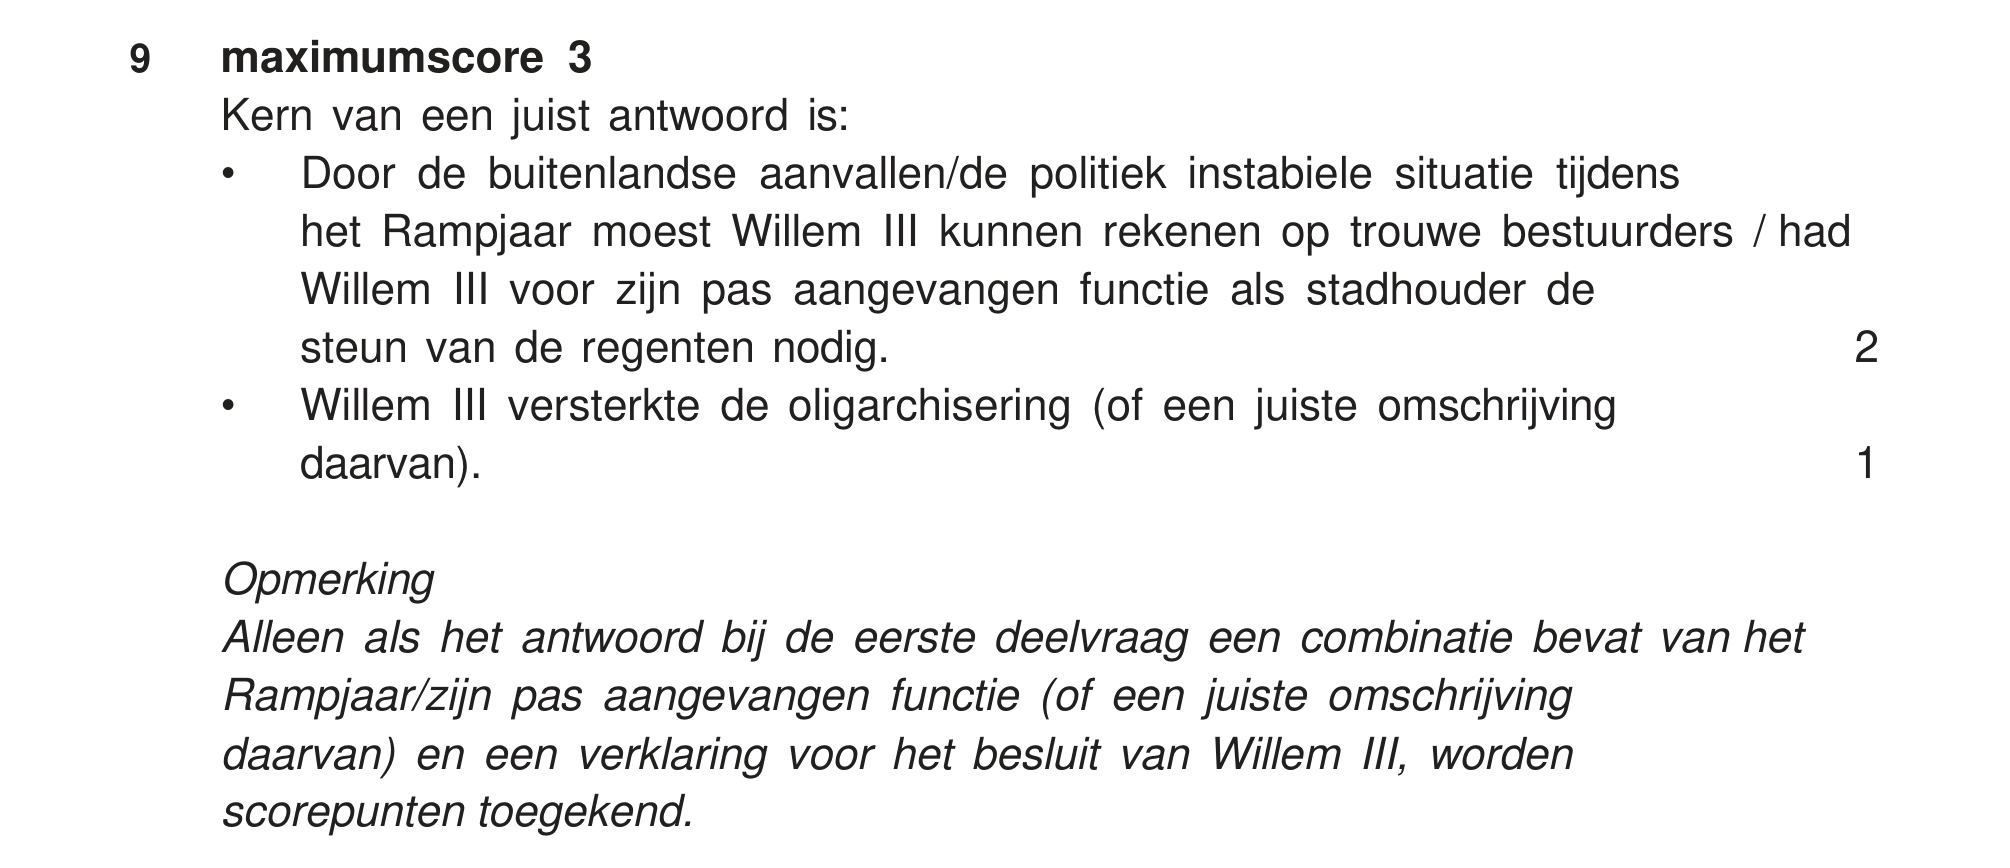 9 maximumscore 3
Kern van een juist antwoord is:
• Door de buitenlandse aanvallen/de politiek instabiele situatie tijdens
het Rampjaar moest Willem III kunnen rekenen op trouwe bestuurders / had
Willem III voor zijn pas aangevangen functie als stadhouder de
steun van de regenten nodig. 2
• Willem III versterkte de oligarchisering (of een juiste omschrijving
daarvan). 1
Opmerking
Alleen als het antwoord bij de eerste deelvraag een combinatie bevat van het
Rampjaar/zijn pas aangevangen functie (of een juiste omschrijving
daarvan) en een verklaring voor het besluit van Willem III, worden
scorepunten toegekend.